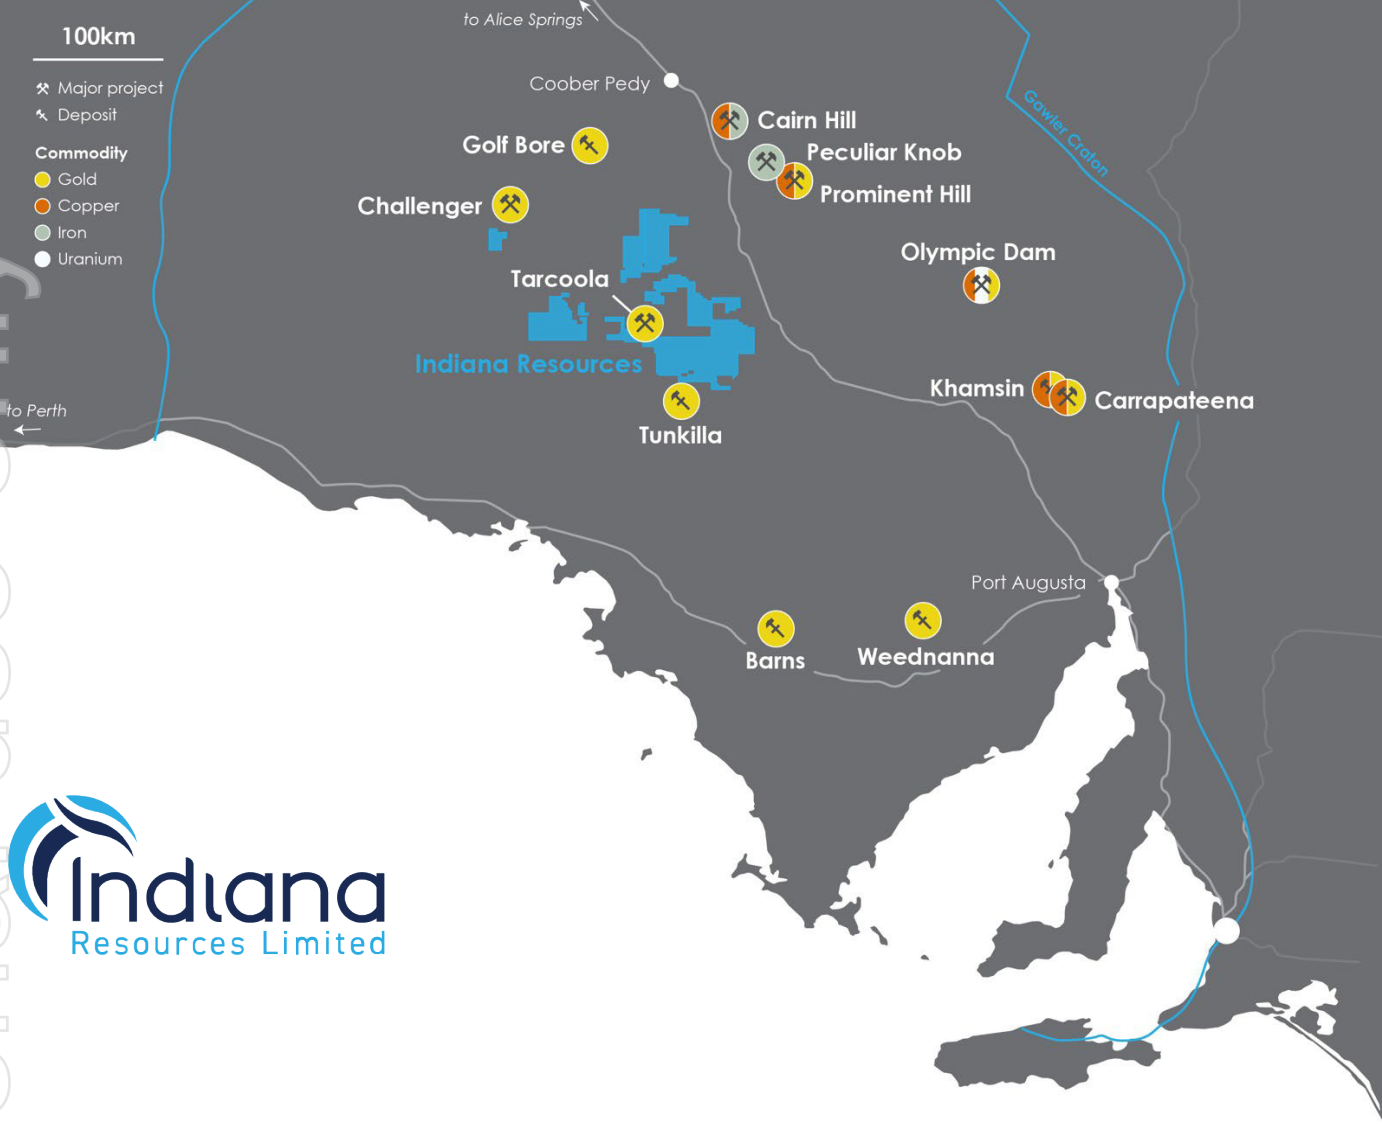 100km
Major project
Deposit
Commodity
Gold
Copper
Iron
Uranium
to Alice Springs
Coober Pedy
Cairn Hill
Golf Bore
Peculiar Knob
Prominent Hill
Challenger
Gawler Craton
Olympic Dam
Tarcoola
Indiana Resources
Khamsin
Carrapateena
to Perth
Tunkilla
Port Augusta
Barns
Weednanna
Indiana
Resources Limited